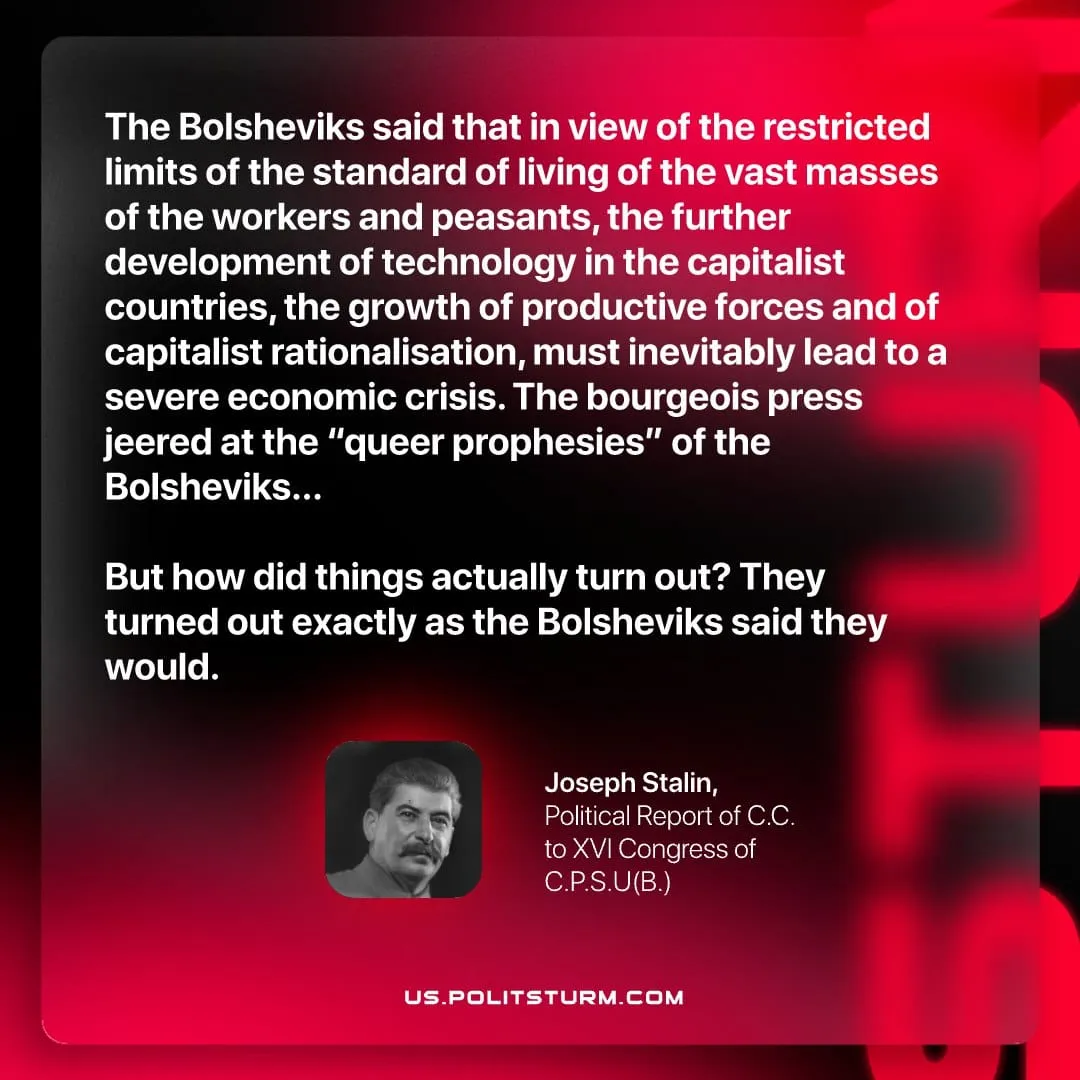 The Bolsheviks said that in view of the restricted
limits of the standard of living of the vast masses
of the workers and peasants, the further
development of technology in the capitalist
countries, the growth of productive forces and of
capitalist rationalisation, must inevitably lead to a
severe economic crisis. The bourgeois press
jeered at the “queer prophesies” of the
Bolsheviks...
But how did things actually turn out? They
turned out exactly as the Bolsheviks said they
would.
Joseph Stalin,
Political Report of C.C.
to XVI Congress of
C.P.S.U(B.)
US.POLITSTURM.COM